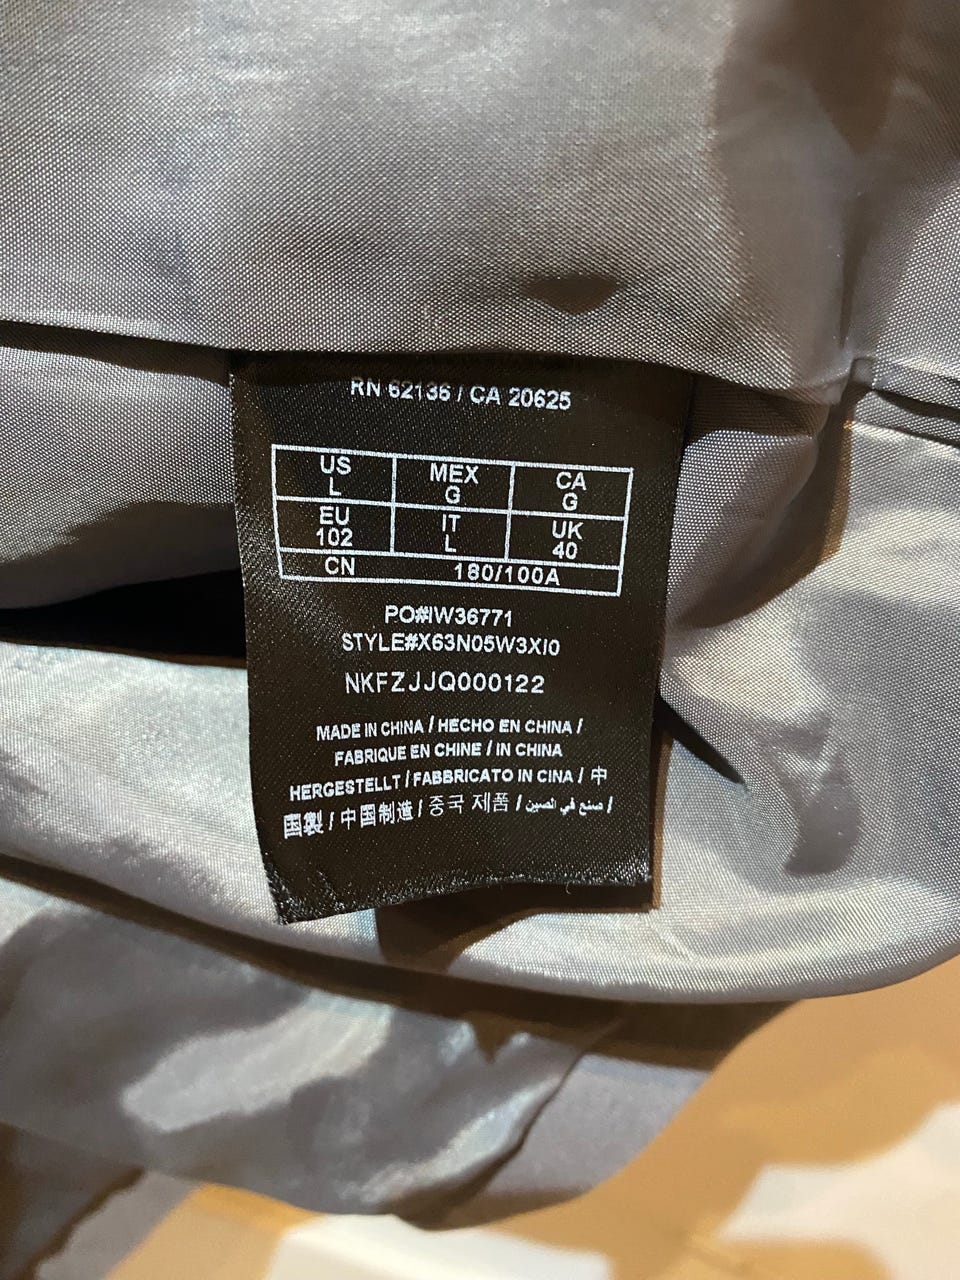 RN 62136 / CA 20625
US MEX CA
L G G
EU IT UK
102 L 40
CN 180/100A
PO#IW36771
STYLE#X63N05W3XI0
NKFZJJQ000122
MADE IN CHINA / HECHO EN CHINA /
FABRIQUE EN CHINE / IN CHINA
HERGESTELLT / FABBRICATO IN CINA / 中
国製 / 中国制造 / 중국 제품 / صنع في الصين /